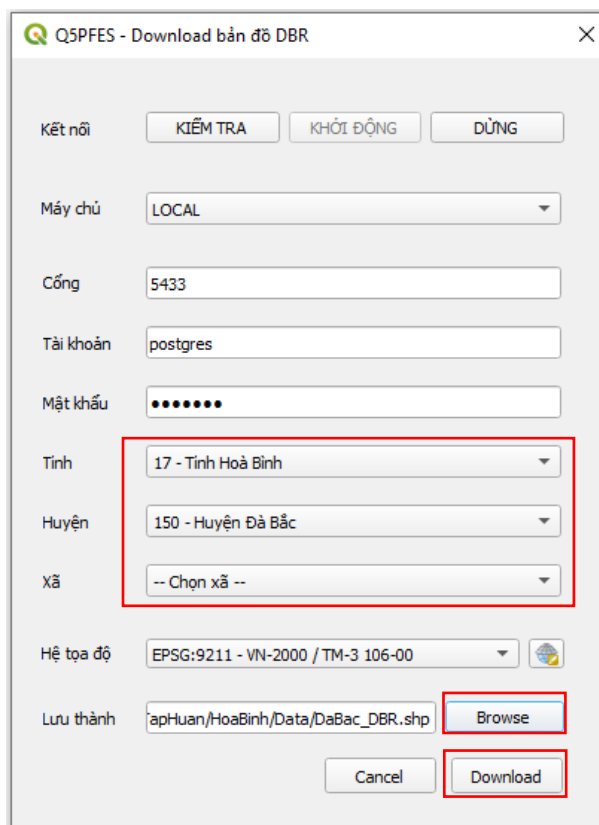 Q5PFES - Download bản đồ DBR
Kết nối KIỂM TRA KHỞI ĐỘNG DỪNG
Máy chủ LOCAL
Cổng 5433
Tài khoản postgres
Mật khẩu •••••••
Tỉnh 17 - Tỉnh Hoà Bình
Huyện 150 - Huyện Đà Bắc
Xã -- Chọn xã --
Hệ tọa độ EPSG:9211 - VN-2000 / TM-3 106-00
Lưu thành TapHuan/HoaBinh/Data/DaBac_DBR.shp Browse
Cancel Download